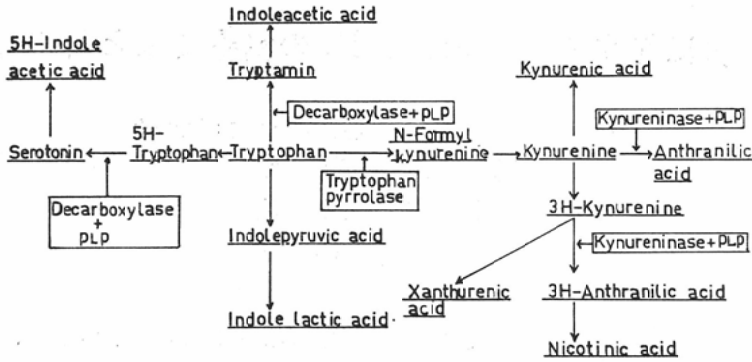 Indoleacetic acid
5H-Indole
acetic acid
Tryptamin
Kynurenic acid
Decarboxylase+PLP
Kynureninase+PLP
5H-
N-Formyl
Serotonin
Tryptophan
Tryptophan
kynurenine
Kynurenine
Anthranilic
acid
Tryptophan
pyrrolase
Decarboxylase
+
PLP
3H-Kynurenine
Indolepyruvic acid
Kynureninase+PLP
Xanthurenic
acid
3H-Anthranilic acid
Indole lactic acid.
Nicotinic acid